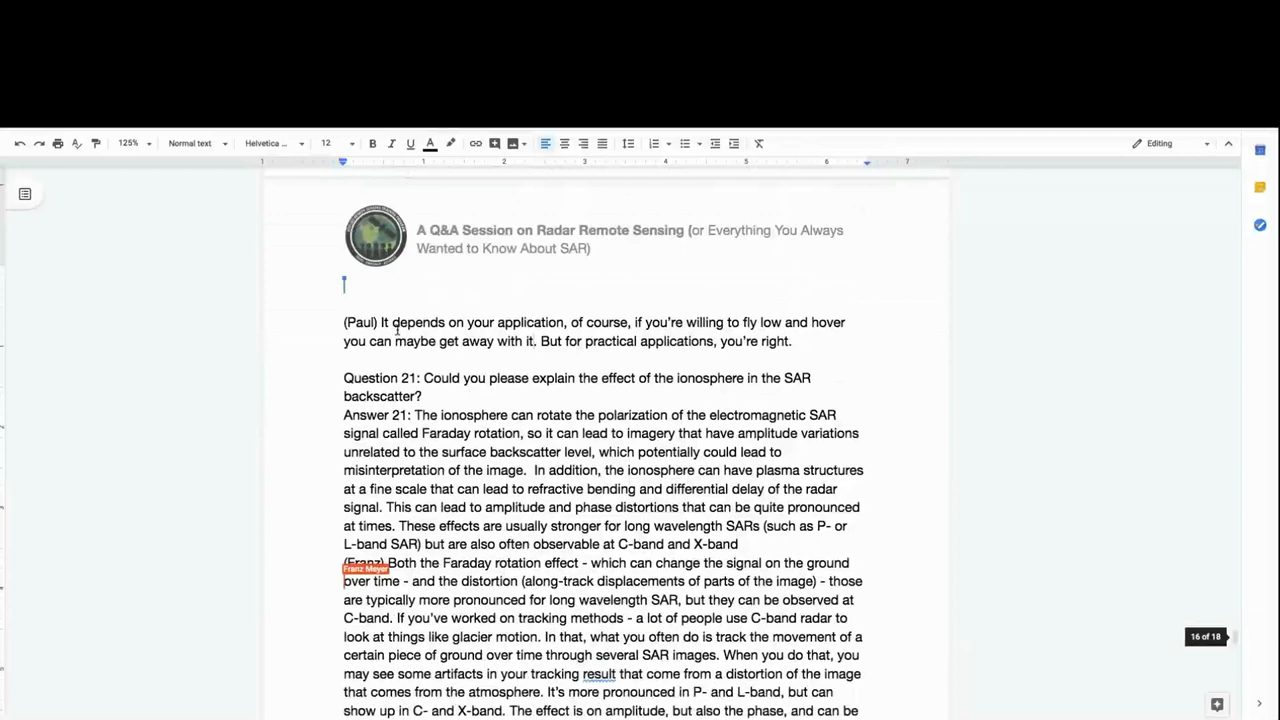 125% Normal text Helvetica ... 12 Editing
1 1 2 3 4 5 6 7
A Q&A Session on Radar Remote Sensing (or Everything You Always
Wanted to Know About SAR)
(Paul) It depends on your application, of course, if you're willing to fly low and hover
you can maybe get away with it. But for practical applications, you're right.
Question 21: Could you please explain the effect of the ionosphere in the SAR
backscatter?
Answer 21: The ionosphere can rotate the polarization of the electromagnetic SAR
signal called Faraday rotation, so it can lead to imagery that have amplitude variations
unrelated to the surface backscatter level, which potentially could lead to
misinterpretation of the image. In addition, the ionosphere can have plasma structures
at a fine scale that can lead to refractive bending and differential delay of the radar
signal. This can lead to amplitude and phase distortions that can be quite pronounced
at times. These effects are usually stronger for long wavelength SARs (such as P- or
L-band SAR) but are also often observable at C-band and X-band
(Franz) Both the Faraday rotation effect - which can change the signal on the ground
Franz Meyer
over time - and the distortion (along-track displacements of parts of the image) - those
are typically more pronounced for long wavelength SAR, but they can be observed at
C-band. If you've worked on tracking methods - a lot of people use C-band radar to
look at things like glacier motion. In that, what you often do is track the movement of a
certain piece of ground over time through several SAR images. When you do that, you
16 of 18
may see some artifacts in your tracking result that come from a distortion of the image
that comes from the atmosphere. It's more pronounced in P- and L-band, but can
show up in C- and X-band. The effect is on amplitude, but also the phase, and can be